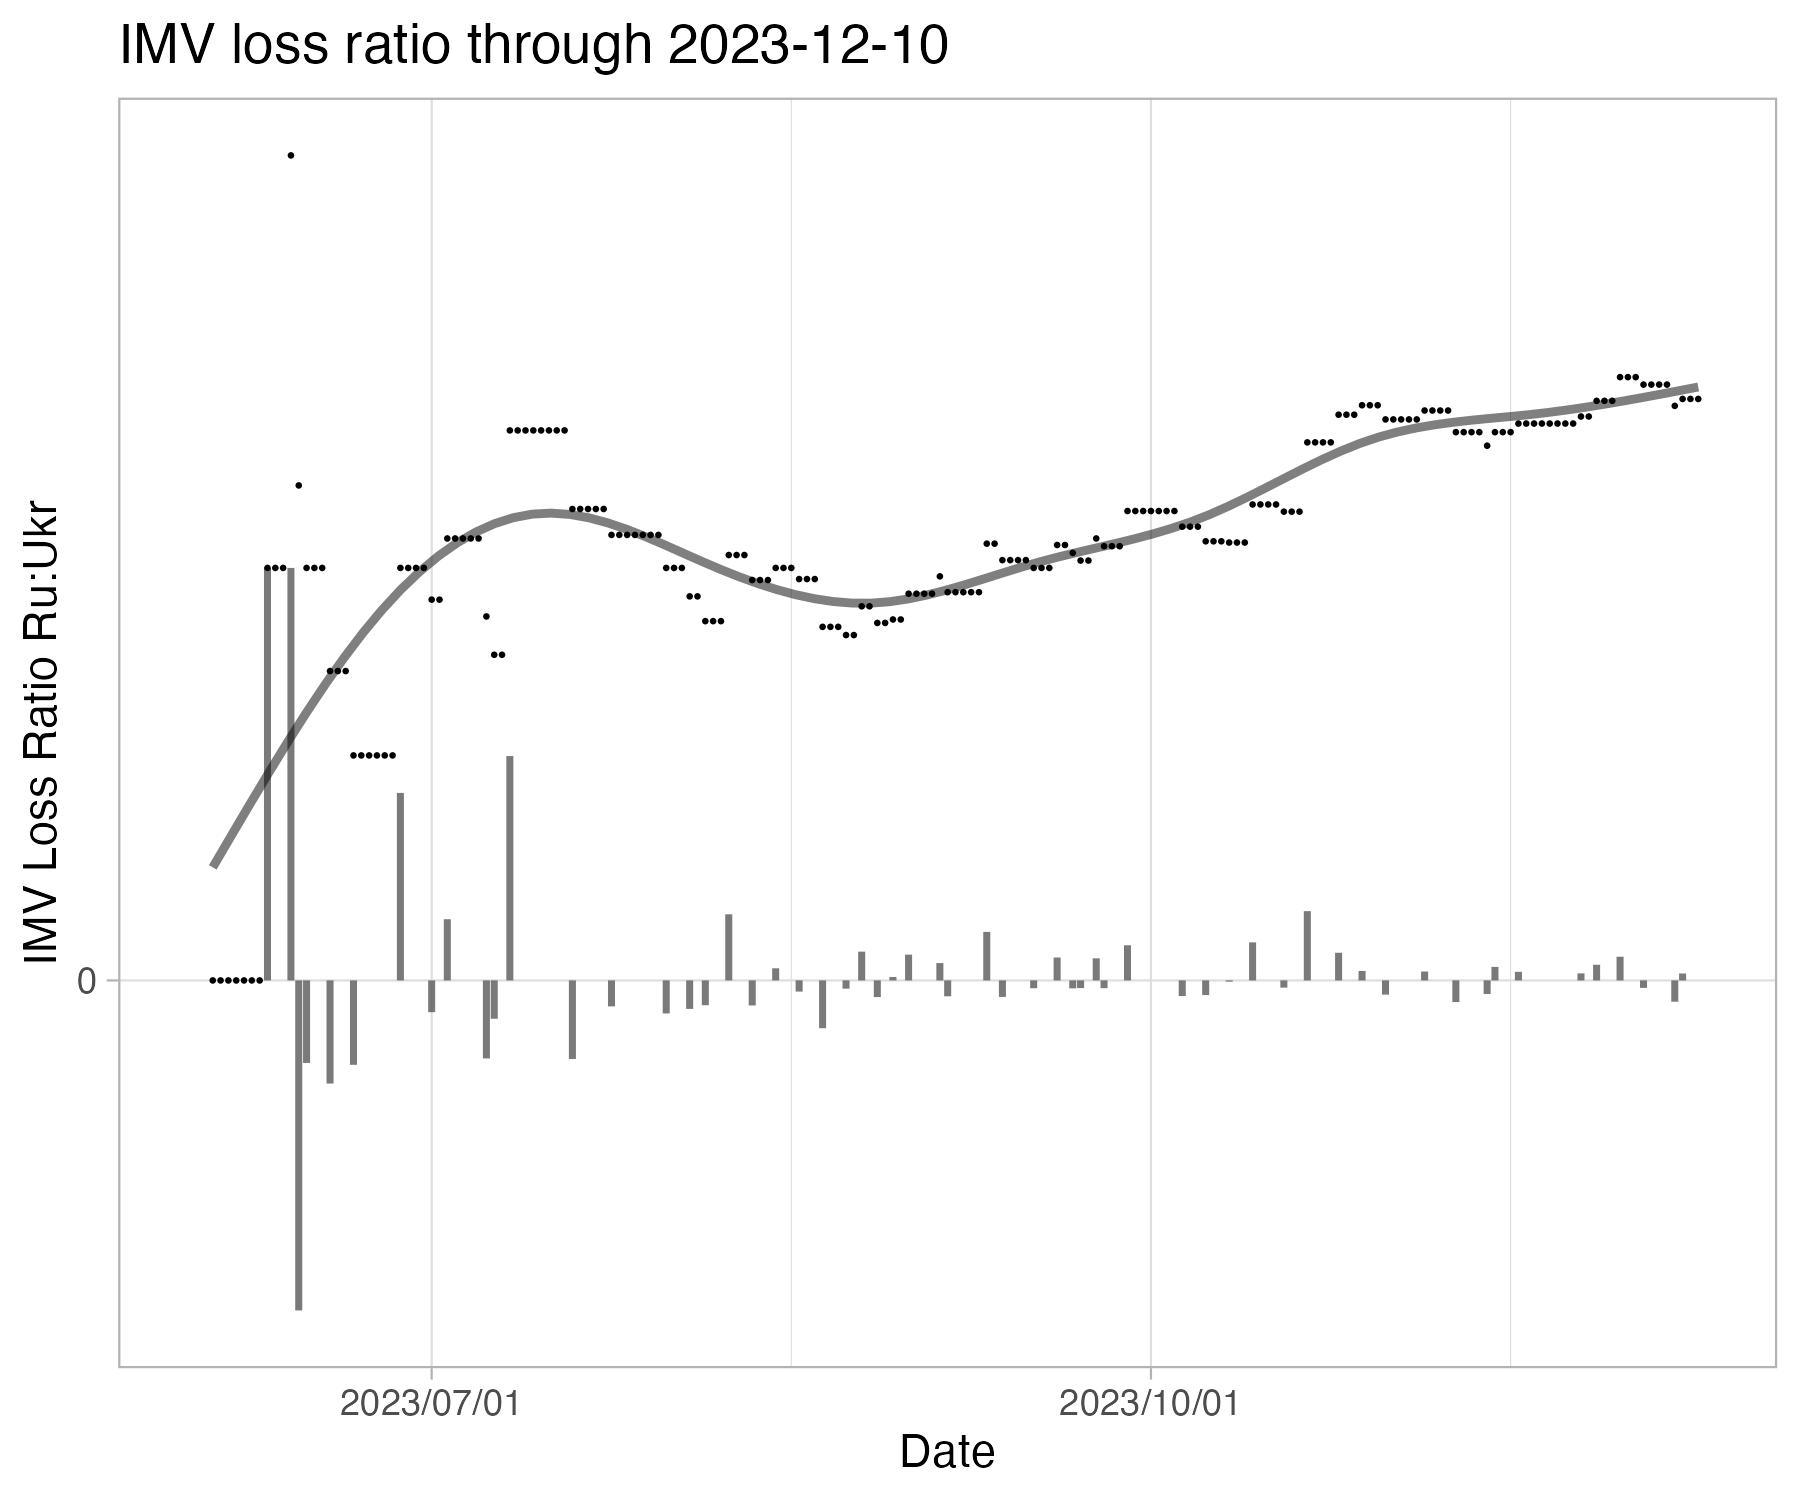 IMV loss ratio through 2023-12-10
IMV Loss Ratio Ru:Ukr
0
2023/07/01
2023/10/01
Date